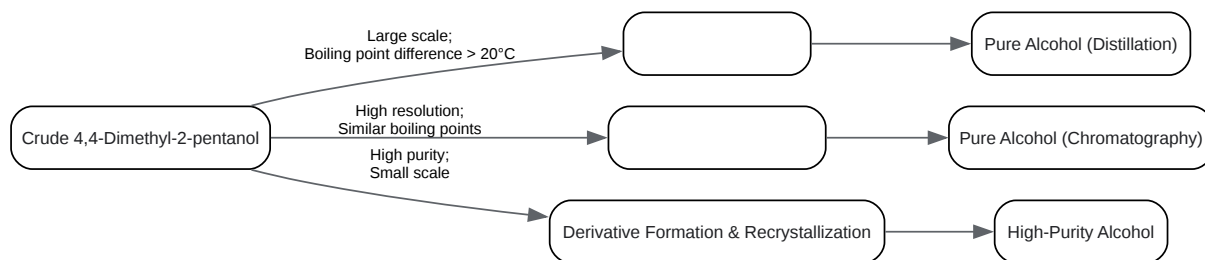 Large scale;
Boiling point difference > 20°C
Pure Alcohol (Distillation)
Crude 4,4-Dimethyl-2-pentanol
High resolution;
Similar boiling points
Pure Alcohol (Chromatography)
High purity;
Small scale
Derivative Formation & Recrystallization
High-Purity Alcohol